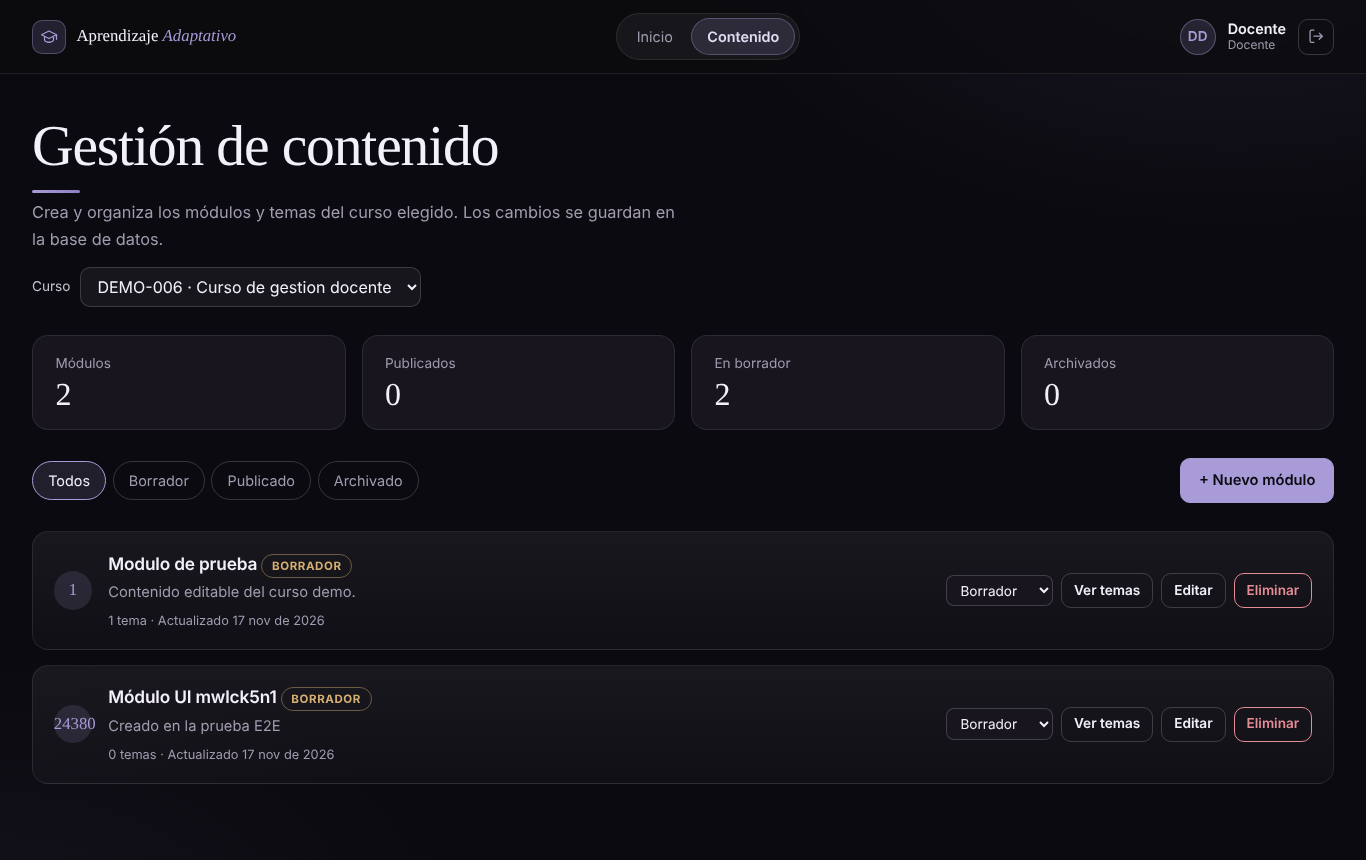 Aprendizaje Adaptativo
Inicio
Contenido
DD
Docente
Docente
Gestión de contenido
Crea y organiza los módulos y temas del curso elegido. Los cambios se guardan en
la base de datos.
Curso
DEMO-006 · Curso de gestion docente
Módulos
2
Publicados
0
En borrador
2
Archivados
0
Todos
Borrador
Publicado
Archivado
+ Nuevo módulo
1
Modulo de prueba BORRADOR
Contenido editable del curso demo.
1 tema · Actualizado 17 nov de 2026
Borrador
Ver temas
Editar
Eliminar
24380
Módulo UI mwlck5n1 BORRADOR
Creado en la prueba E2E
0 temas · Actualizado 17 nov de 2026
Borrador
Ver temas
Editar
Eliminar